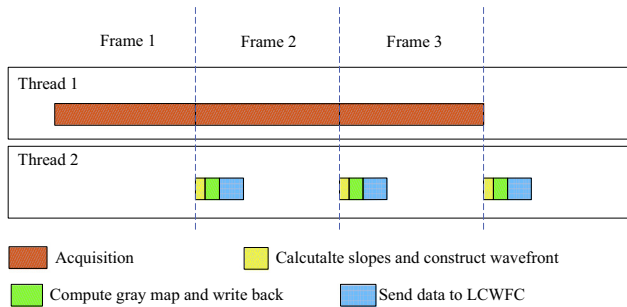 Frame 1 Frame 2 Frame 3
Thread 1
Thread 2
Acquisition Calcutalte slopes and construct wavefront
Compute gray map and write back Send data to LCWFC